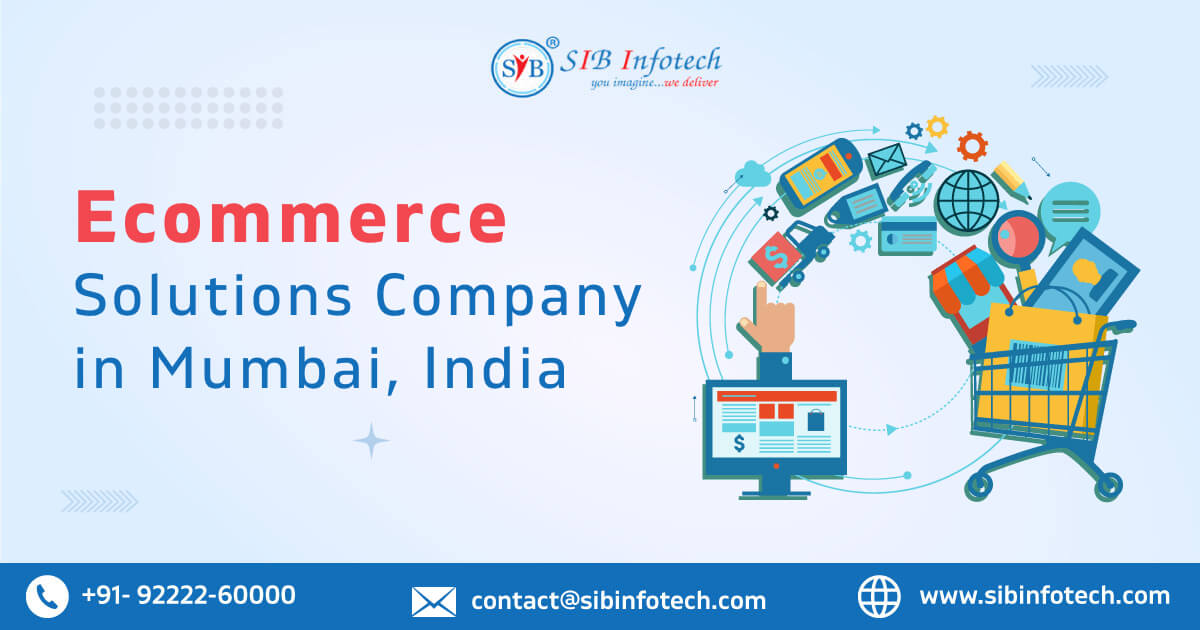 SYB ® SIB Infotech
you imagine...we deliver
Ecommerce
Solutions Company
in Mumbai, India
$
$
+91- 92222-60000
contact@sibinfotech.com
www.sibinfotech.com